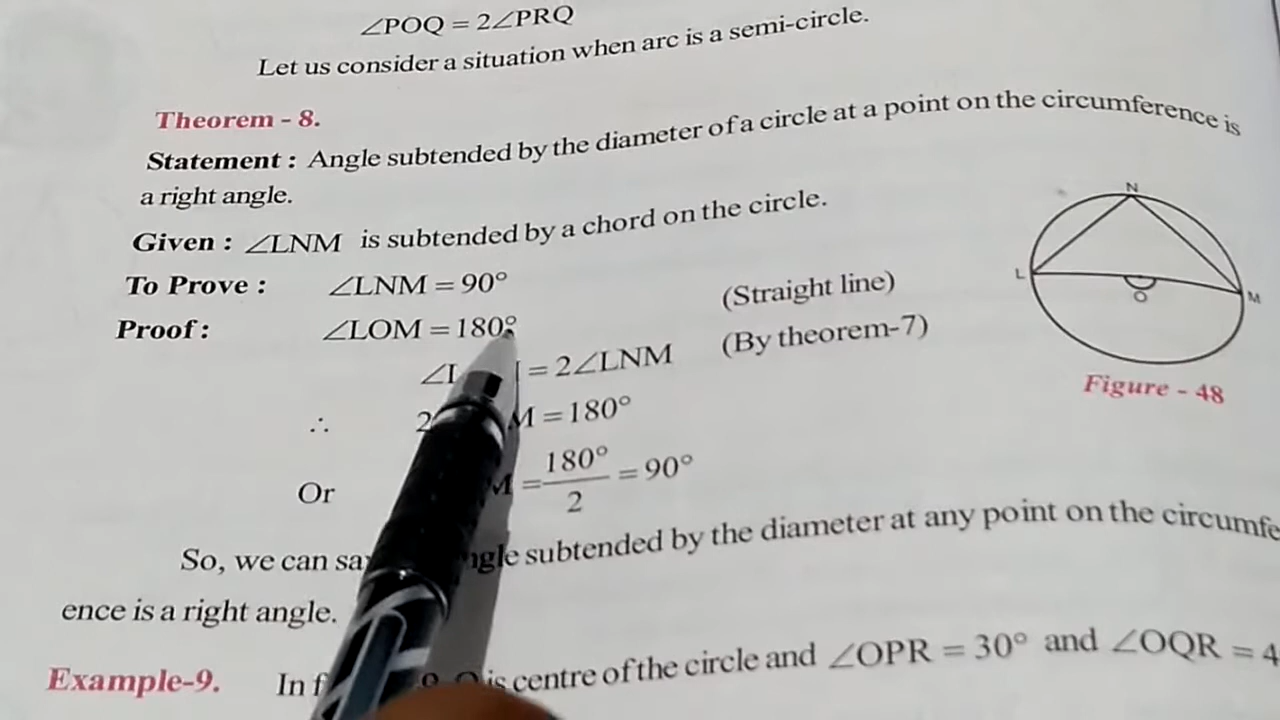 ∠POQ = 2∠PRQ
Let us consider a situation when arc is a semi-circle.
Theorem - 8.
Statement : Angle subtended by the diameter of a circle at a point on the circumference is
a right angle.
Given : ∠LNM is subtended by a chord on the circle.
To Prove : ∠LNM = 90°
Proof : ∠LOM = 180° (Straight line)
= 2∠LNM (By theorem-7)
∴ 2 M = 180°
Or M = 180°/2 = 90°
So, we can say angle subtended by the diameter at any point on the circumfe
ence is a right angle.
Example-9. In is centre of the circle and ∠OPR = 30° and ∠OQR = 4
N
L
O
M
Figure - 48